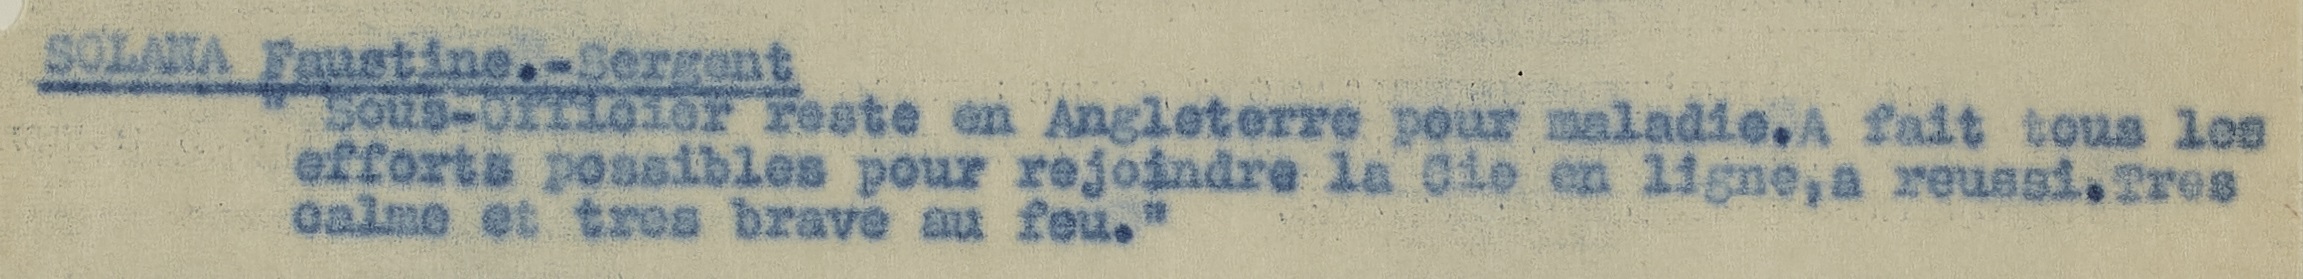 SOLANA Faustine.-Sergent
" Sous-Officier reste en Angleterre pour maladie.A fait tous les
efforts possibles pour rejoindre la Cie en ligne,a reussi.Tres
calme et tres brave au feu."